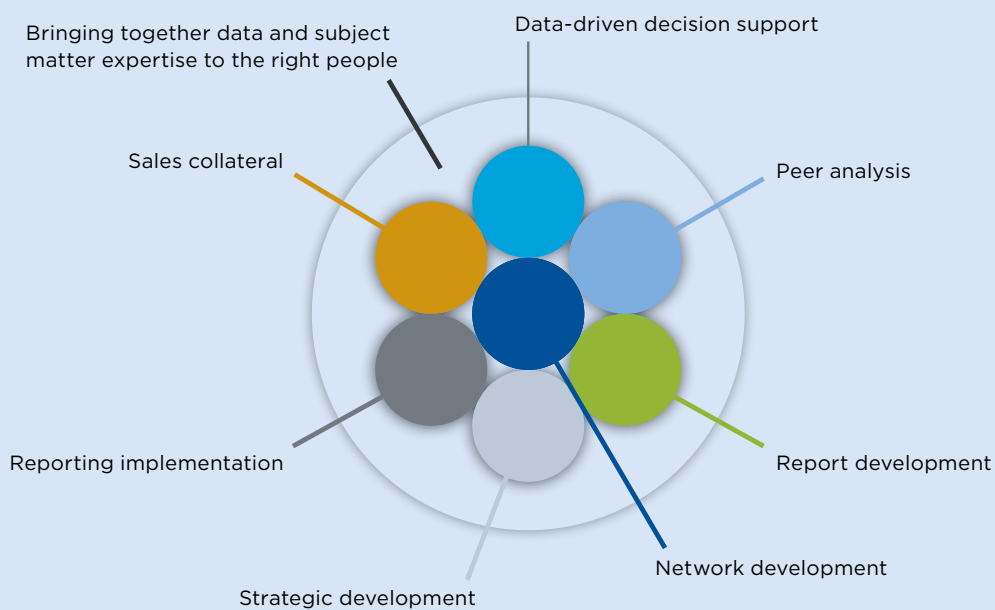 Data-driven decision support
Bringing together data and subject
matter expertise to the right people
Sales collateral
Peer analysis
Reporting implementation
Report development
Network development
Strategic development